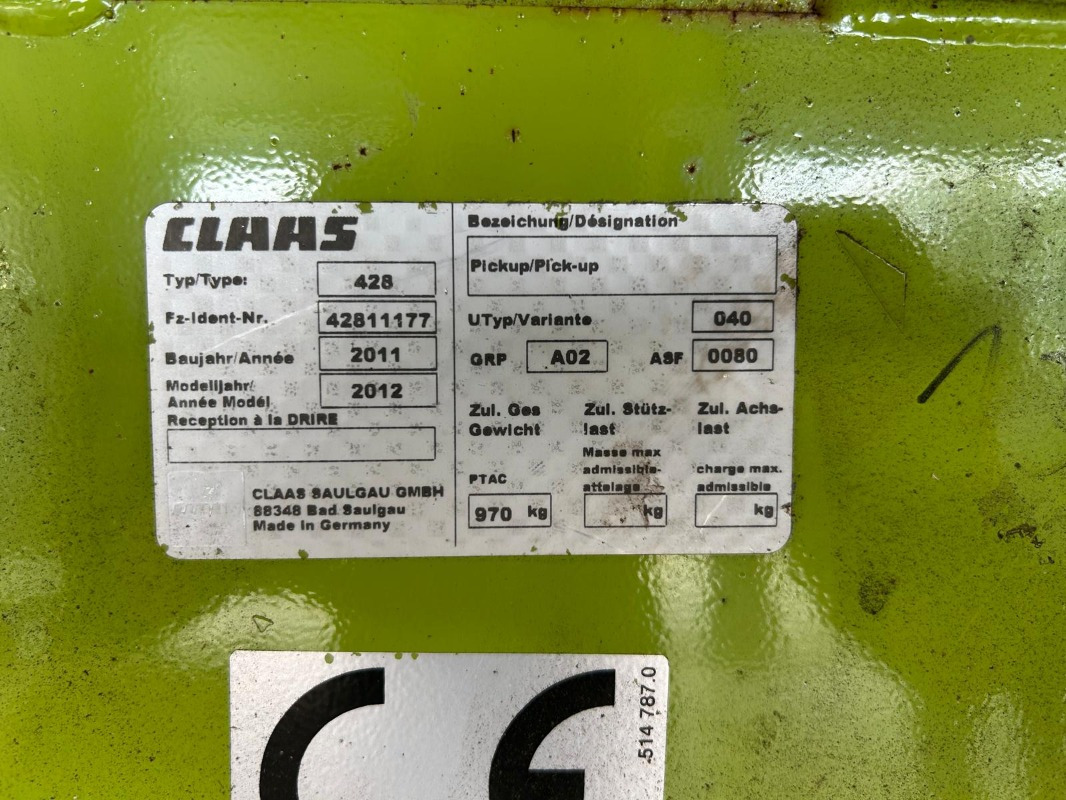 CLAAS
Typ/Type: 428
Fz-Ident-Nr. 42811177
Baujahr/Année 2011
Modelljahr/
Année Modél 2012
Reception à la DRIRE
CLAAS SAULGAU GMBH
88348 Bad Saulgau
Made in Germany
Bezeichung/Désignation
Pickup/Pick-up
UTyp/Variante 040
GRP A02 ASF 0080
Zul. Ges
Gewicht
PTAC
970 kg
Zul. Stütz-
last
Masse max
admissible-
attelage
kg
Zul. Achs-
last
charge max.
admissible
kg
CE
514 787.0